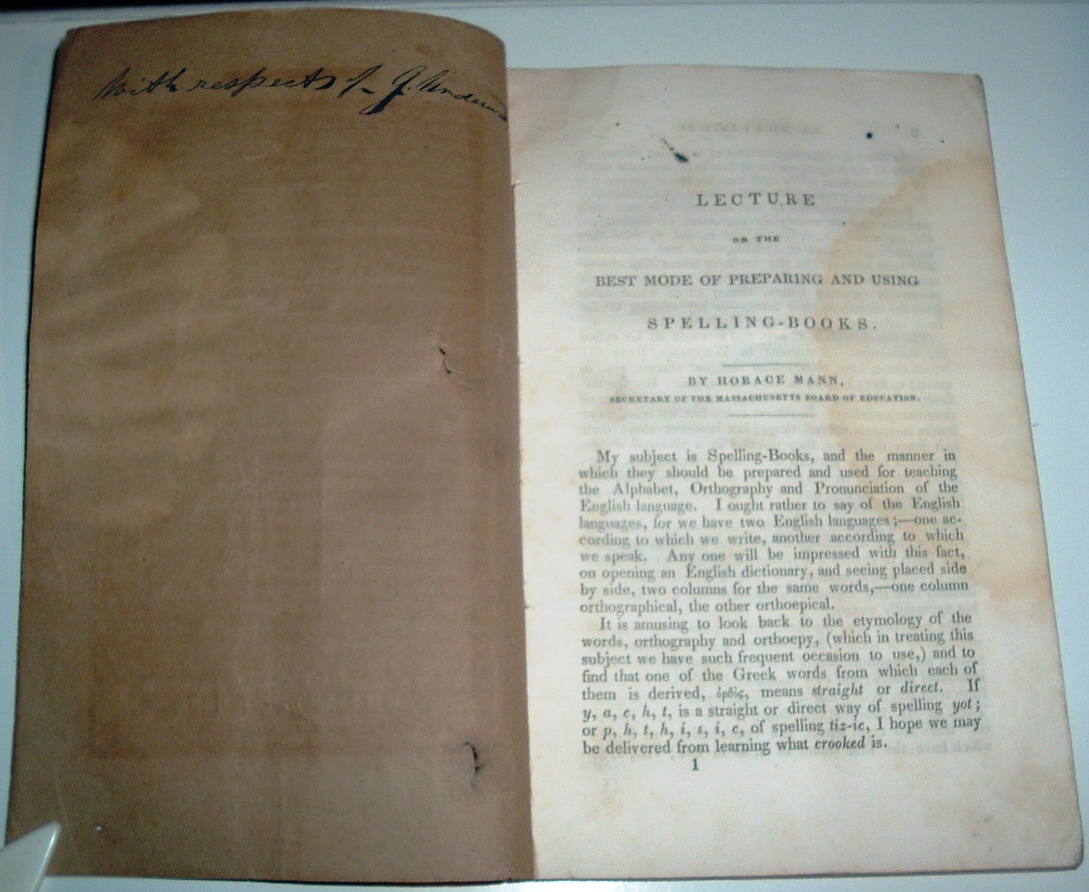 With respects of J. Underw
LECTURE
ON THE
BEST MODE OF PREPARING AND USING
SPELLING-BOOKS.
BY HORACE MANN,
SECRETARY OF THE MASSACHUSETTS BOARD OF EDUCATION.
My subject is Spelling-Books, and the manner in
which they should be prepared and used for teaching
the Alphabet, Orthography and Pronunciation of the
English language. I ought rather to say of the English
languages, for we have two English languages;—one ac-
cording to which we write, another according to which
we speak. Any one will be impressed with this fact,
on opening an English dictionary, and seeing placed side
by side, two columns for the same words,—one column
orthographical, the other orthoepical.
It is amusing to look back to the etymology of the
words, orthography and orthoepy, (which in treating this
subject we have such frequent occasion to use,) and to
find that one of the Greek words from which each of
them is derived, ὀρθὸς, means straight or direct. If
y, a, c, h, t, is a straight or direct way of spelling yot;
or p, h, t, h, i, s, i, c, of spelling tiz-ic, I hope we may
be delivered from learning what crooked is.
1